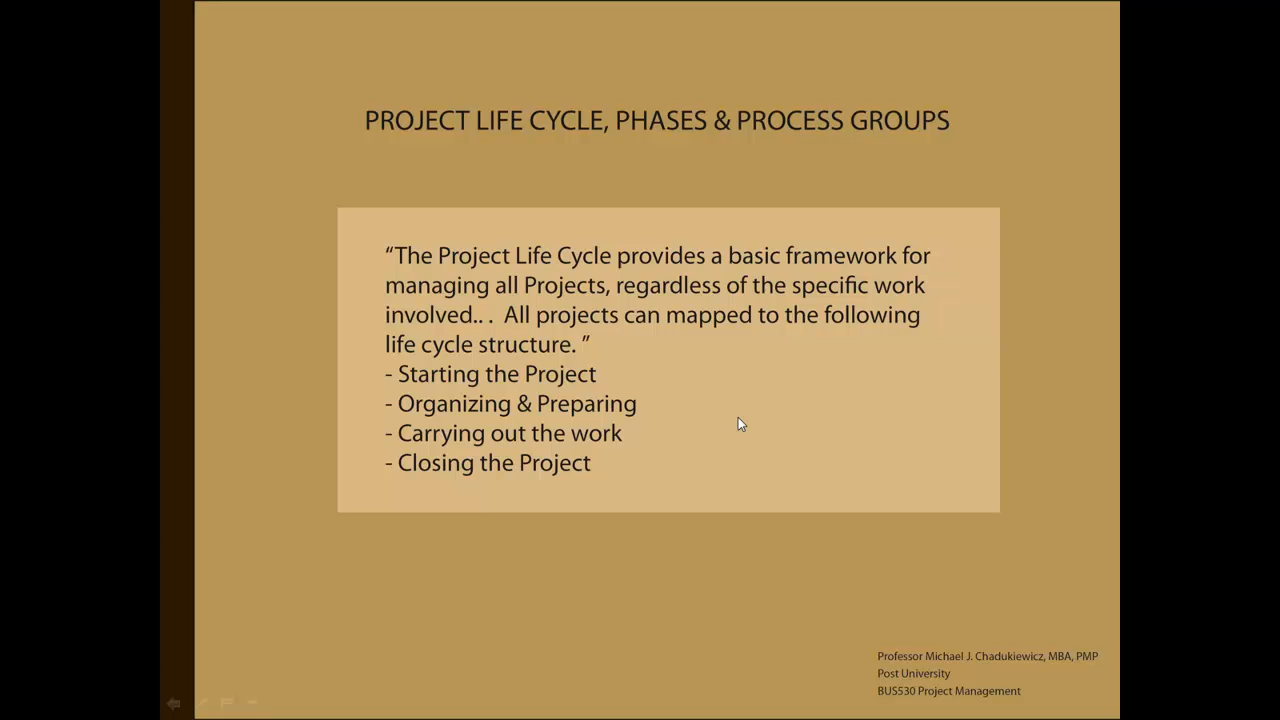 PROJECT LIFE CYCLE, PHASES & PROCESS GROUPS
“The Project Life Cycle provides a basic framework for
managing all Projects, regardless of the specific work
involved.. .  All projects can mapped to the following
life cycle structure. ”
- Starting the Project
- Organizing & Preparing
- Carrying out the work
- Closing the Project
Professor Michael J. Chadukiewicz, MBA, PMP
Post University
BUS530 Project Management